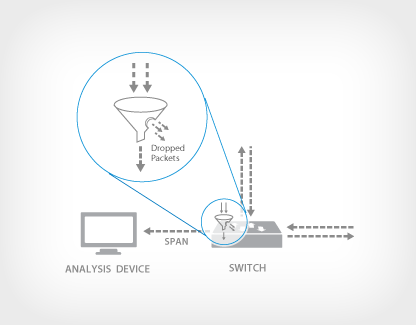 Dropped
Packets
SPAN
ANALYSIS DEVICE
SWITCH